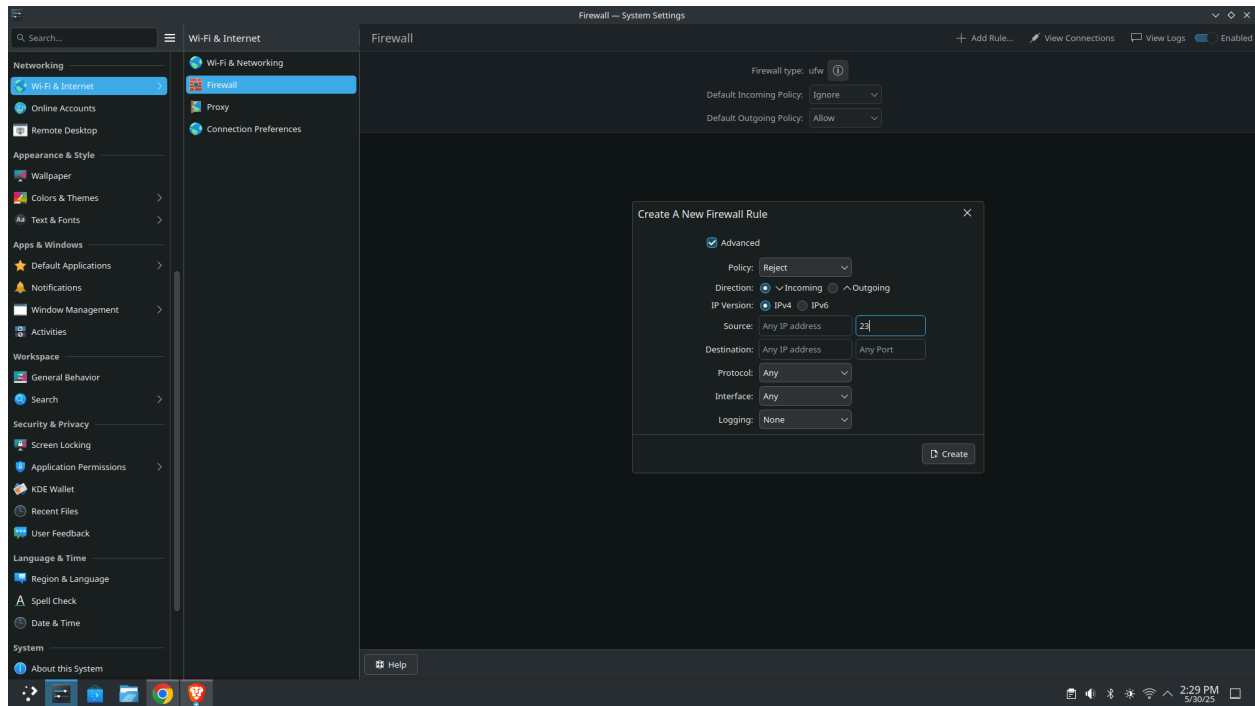 Firewall — System Settings
Search...
Wi-Fi & Internet
Firewall
Add Rule...
View Connections
View Logs
Enabled
Networking
Wi-Fi & Internet
Online Accounts
Remote Desktop
Appearance & Style
Wallpaper
Colors & Themes
Aa Text & Fonts
Apps & Windows
Default Applications
Notifications
Window Management
Activities
Workspace
General Behavior
Search
Security & Privacy
Screen Locking
Application Permissions
KDE Wallet
Recent Files
User Feedback
Language & Time
Region & Language
A Spell Check
Date & Time
System
About this System
Wi-Fi & Networking
Firewall
Proxy
Connection Preferences
Firewall type: ufw
Default Incoming Policy: Ignore
Default Outgoing Policy: Allow
Create A New Firewall Rule
Advanced
Policy: Reject
Direction: Incoming Outgoing
IP Version: IPv4 IPv6
Source: Any IP address 23
Destination: Any IP address Any Port
Protocol: Any
Interface: Any
Logging: None
Create
Help
2:29 PM
5/30/25